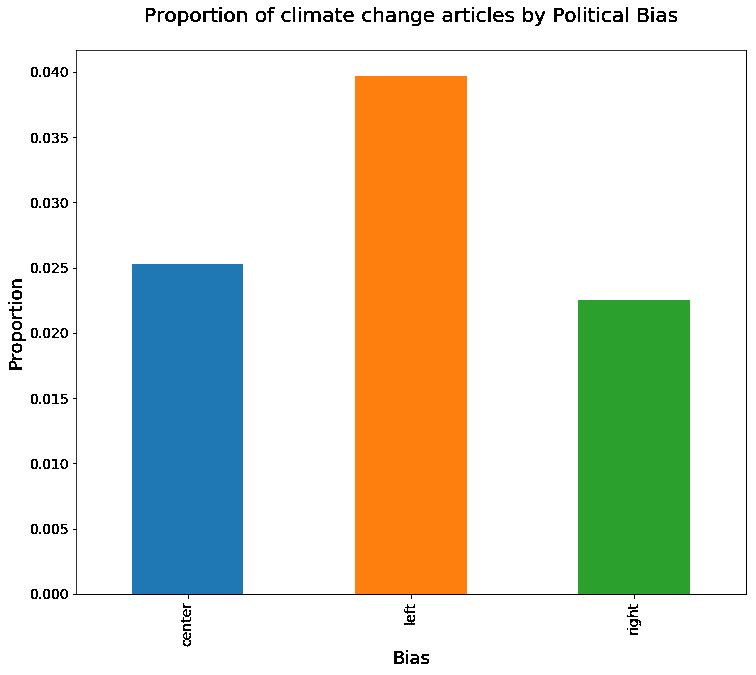 Proportion of climate change articles by Political Bias
0.040
0.035
0.030
0.025
0.020
0.015
0.010
0.005
0.000
Proportion
center
left
right
Bias